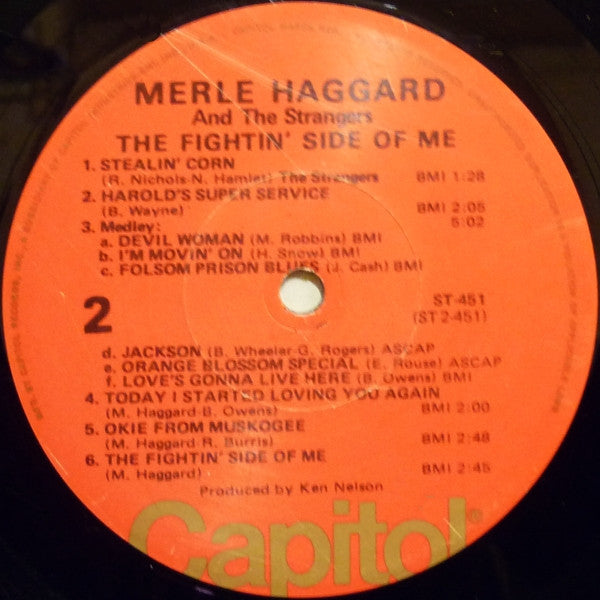 MERLE HAGGARD
And The Strangers
THE FIGHTIN' SIDE OF ME
1. STEALIN' CORN
(R. Nichols-N. Hamlet) The Strangers BMI 1:28
2. HAROLD'S SUPER SERVICE
(B. Wayne) BMI 2:05
3. Medley: 5:02
a. DEVIL WOMAN (M. Robbins) BMI
b. I'M MOVIN' ON (H. Snow) BMI
c. FOLSOM PRISON BLUES (J. Cash) BMI
2
ST-451
(ST 2-451)
d. JACKSON (B. Wheeler-G. Rogers) ASCAP
e. ORANGE BLOSSOM SPECIAL (E. Rouse) ASCAP
f. LOVE'S GONNA LIVE HERE (B. Owens) BMI
4. TODAY I STARTED LOVING YOU AGAIN
(M. Haggard-B. Owens) BMI 2:00
5. OKIE FROM MUSKOGEE
(M. Haggard-R. Burris) BMI 2:48
6. THE FIGHTIN' SIDE OF ME
(M. Haggard) BMI 2:45
Produced by Ken Nelson
Capitol®